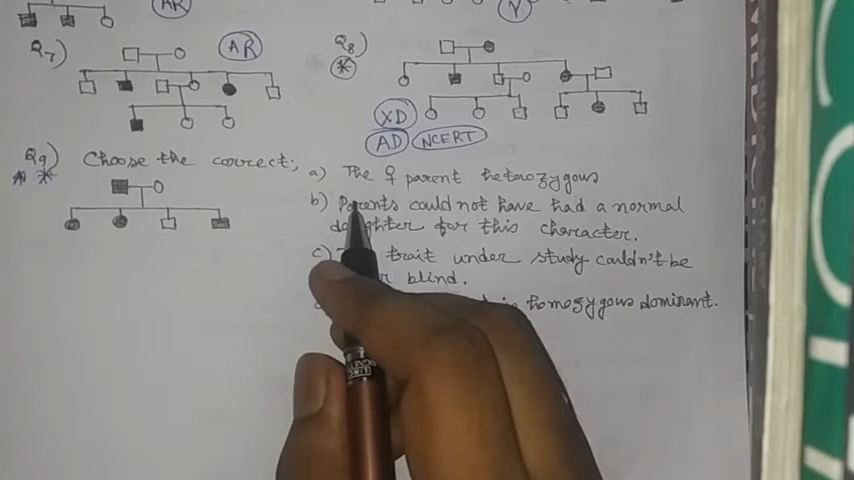 AR
Y
Q7)
AR
Q8)
XD
AD
NCERT
Q9) Choose the correct;
a) The ♀ parent heterozygous
b) Parents could not have had a normal
daughter for this character.
c) trait under study couldn't be
blind.
is homozygous dominant.